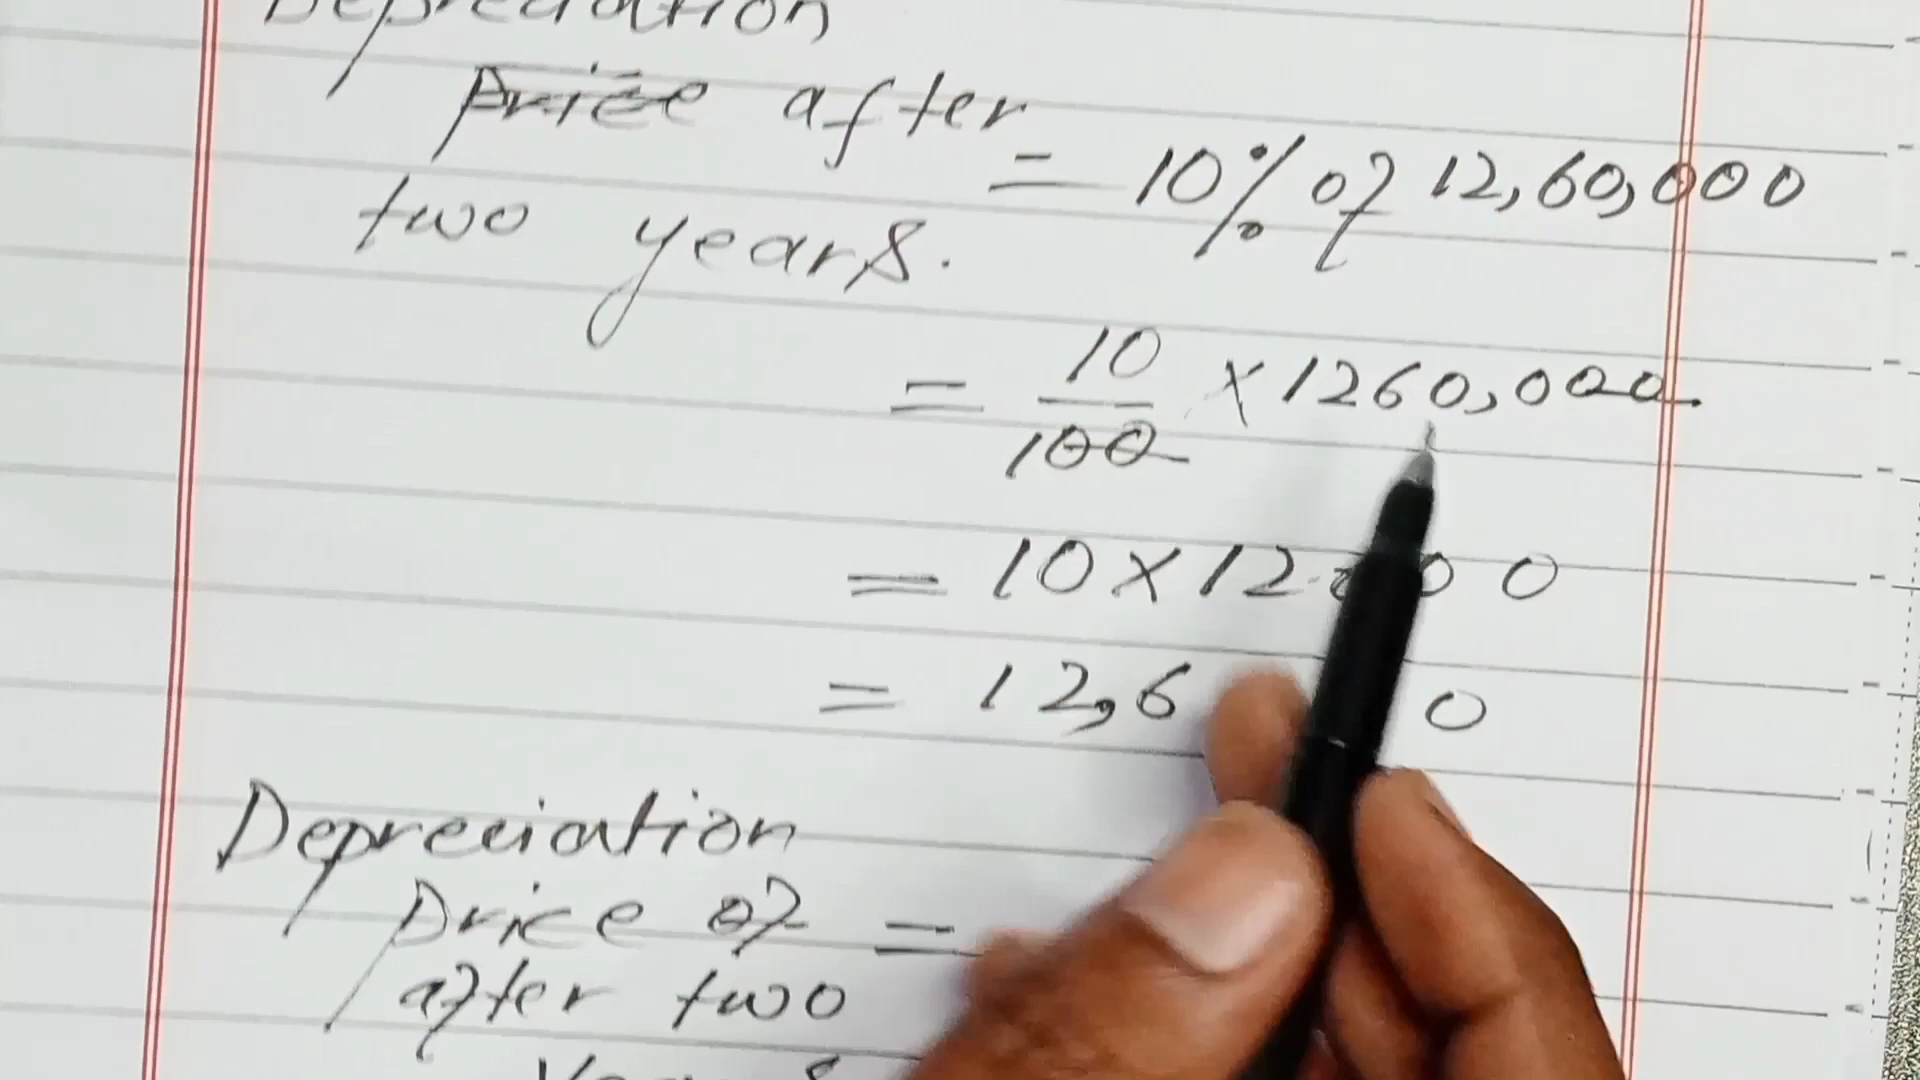 Depreciation
price after
two years. = 10% of 12,60,000
= 10/100 × 1260,000
= 10 ×
= 12,6
Depreciation
price of =
after two